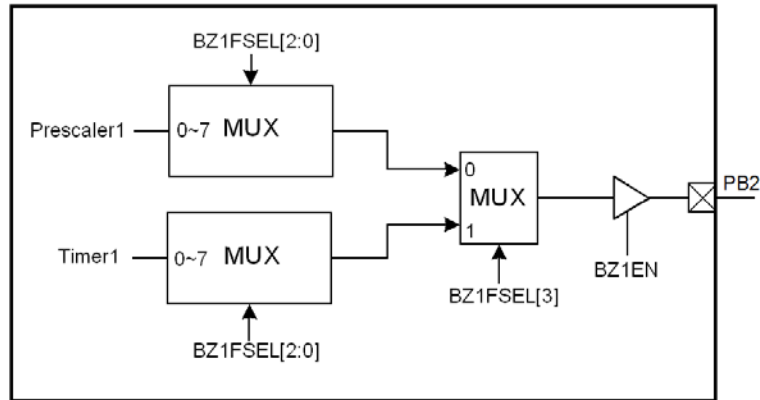 BZ1FSEL[2:0]
Prescaler1
0~7 MUX
0
MUX
1
PB2
Timer1
0~7 MUX
BZ1EN
BZ1FSEL[3]
BZ1FSEL[2:0]